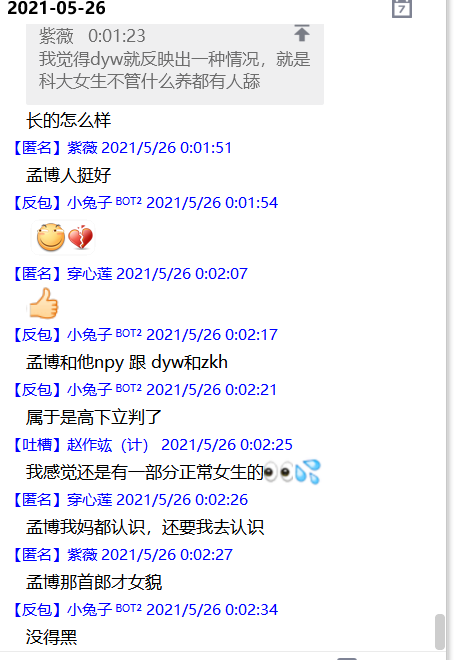 2021-05-26
7
紫薇 0:01:23
我觉得dyw就反映出一种情况，就是
科大女生不管什么养都有人舔
长的怎么样
【匿名】紫薇 2021/5/26 0:01:51
孟博人挺好
【反包】小兔子 BOT² 2021/5/26 0:01:54
【匿名】穿心莲 2021/5/26 0:02:07
【反包】小兔子 BOT² 2021/5/26 0:02:17
孟博和他npy 跟 dyw和zkh
【反包】小兔子 BOT² 2021/5/26 0:02:21
属于是高下立判了
【吐槽】赵作竑（计） 2021/5/26 0:02:25
我感觉还是有一部分正常女生的👀💦
【匿名】穿心莲 2021/5/26 0:02:26
孟博我妈都认识，还要我去认识
【匿名】紫薇 2021/5/26 0:02:27
孟博那首郎才女貌
【反包】小兔子 BOT² 2021/5/26 0:02:34
没得黑